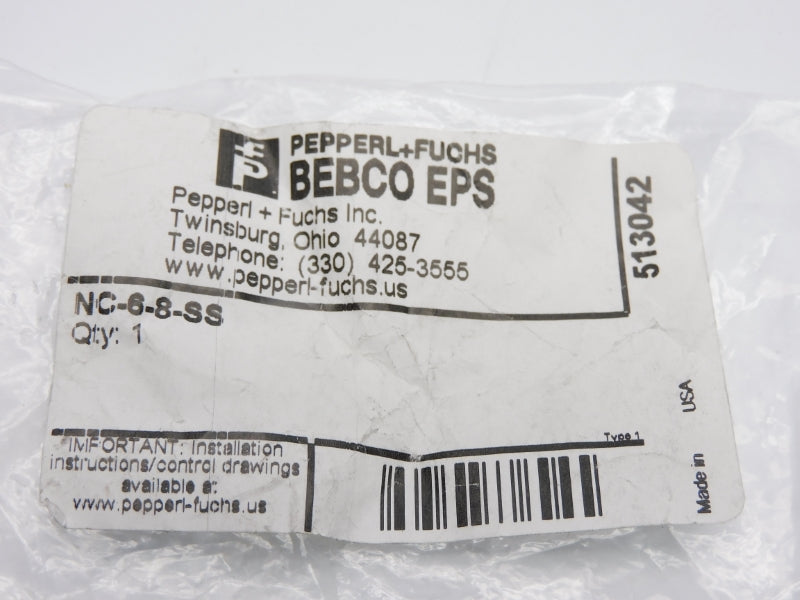 PEPPERL+FUCHS
BEBCO EPS
Pepperl + Fuchs Inc.
Twinsburg, Ohio 44087
Telephone: (330) 425-3555
www.pepperl-fuchs.us
513042
NC-6-8-SS
Qty: 1
IMPORTANT: Installation
instructions/control drawings
available at:
www.pepperl-fuchs.us
Type 1
Made in USA